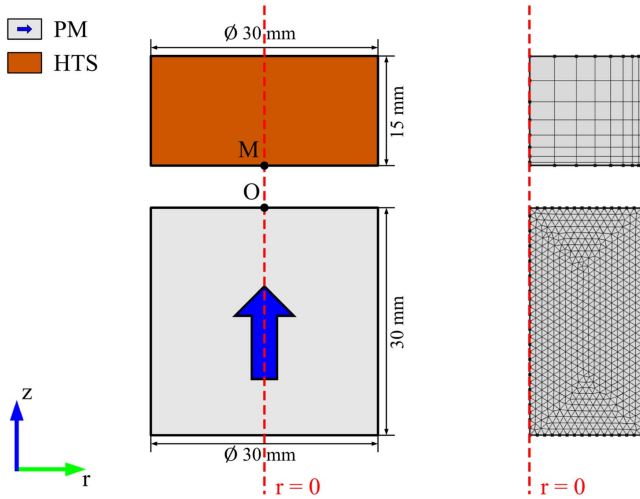 PM
HTS
Ø 30 mm
15 mm
M
O
30 mm
Ø 30 mm
z
r
r = 0
r = 0